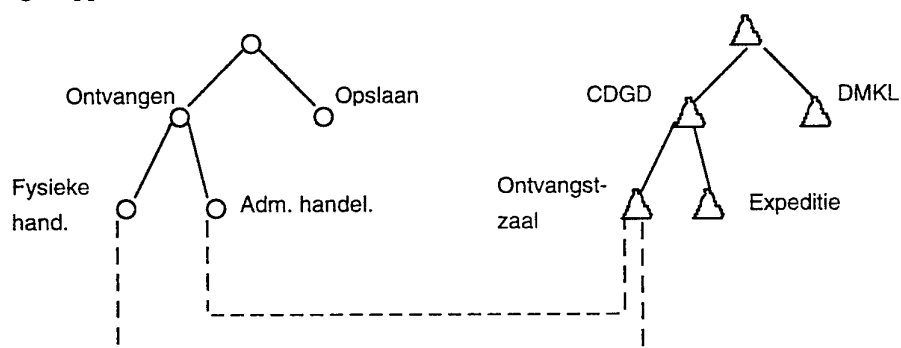 Ontvangen
Opslaan
CDGD
DMKL
Fysieke
hand.
Adm. handel.
Ontvangst-
zaal
Expeditie